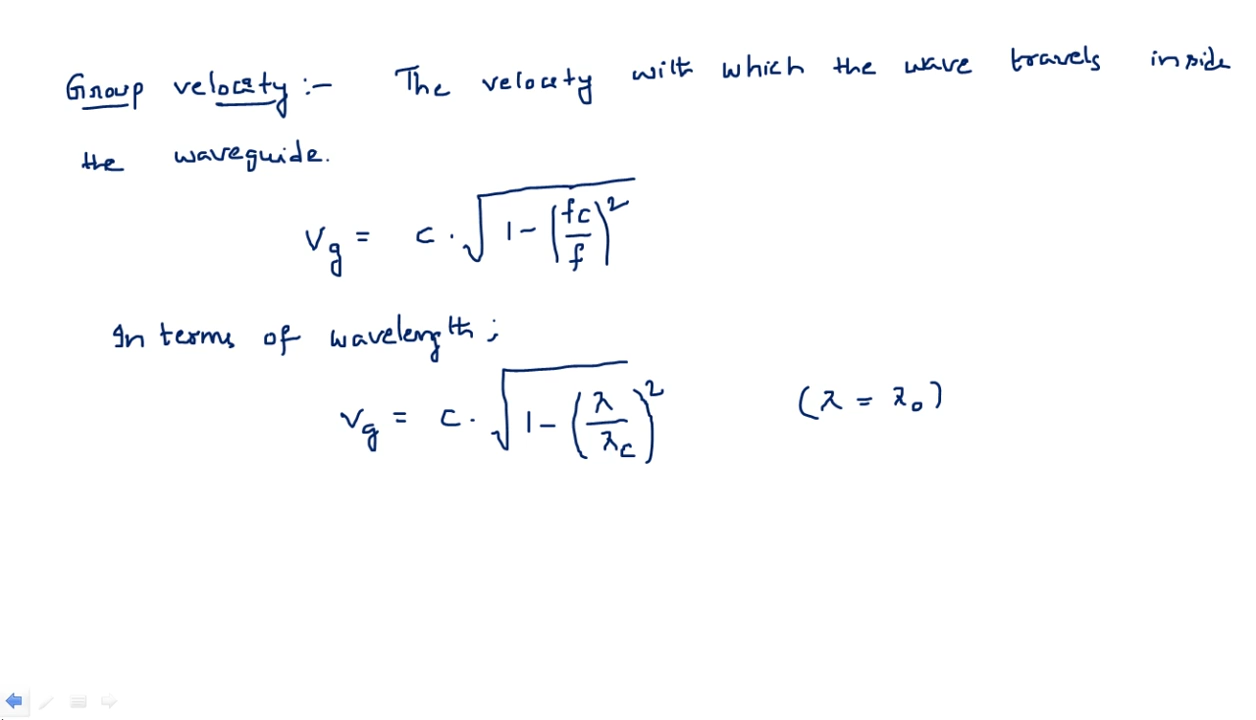 Group velocity :- The velocity with which the wave travels inside
the waveguide.
Vg = c · √(1 - (fc/f)²)
In terms of wavelength;
Vg = c · √(1 - (λ/λc)²) (λ = λ₀)